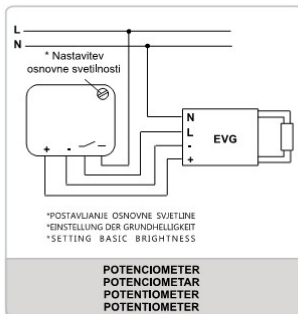 L
N
* Nastavitev
osnovne svetilnosti
+ - -
N
L
-
+
EVG
*POSTAVLJANJE OSNOVNE SVJETLINE
*EINSTELLUNG DER GRUNDHELLIGKEIT
*SETTING BASIC BRIGHTNESS
POTENCIOMETER
POTENCIOMETAR
POTENTIOMETER
POTENTIOMETER